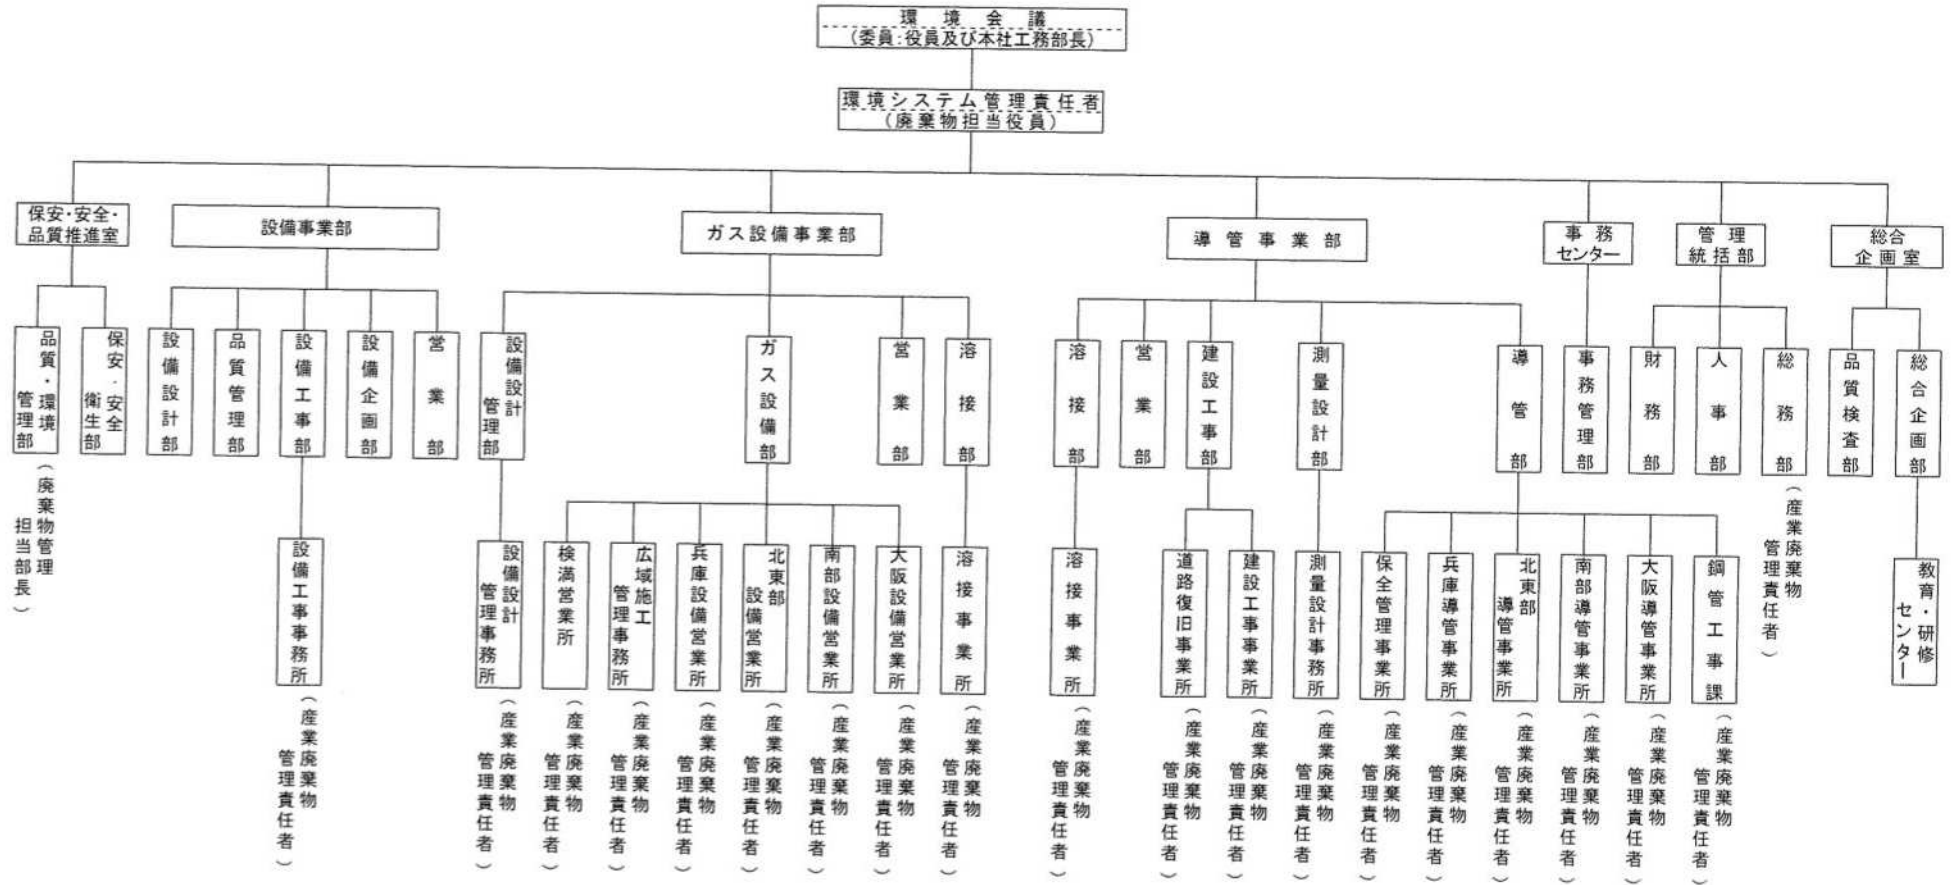 環境会議
(委員:役員及び本社工務部長)
環境システム管理責任者
(廃棄物担当役員)
保安・安全・
品質推進室
設備事業部
ガス設備事業部
導管事業部
事務
センター
管理
統括部
総合
企画室
品質・環境
管理部
(廃棄物管理
担当部長)
保安・安全
衛生部
設備設計部
品質管理部
設備工事部
設備企画部
営業部
設備設計
管理部
ガス設備部
営業部
溶接部
溶接部
営業部
建設工事部
測量設計部
導管部
事務管理部
財務部
人事部
総務部
(産業廃棄物
管理責任者)
品質検査部
総合企画部
設備工事事務所
(産業廃棄物
管理責任者)
設備設計
管理事務所
(産業廃棄物
管理責任者)
検満営業所
(産業廃棄物
管理責任者)
広域施工
管理事務所
(産業廃棄物
管理責任者)
兵庫設備営業所
(産業廃棄物
管理責任者)
北東部
設備営業所
(産業廃棄物
管理責任者)
南部設備営業所
(産業廃棄物
管理責任者)
大阪設備営業所
(産業廃棄物
管理責任者)
溶接事業所
(産業廃棄物
管理責任者)
溶接事業所
(産業廃棄物
管理責任者)
道路復旧事業所
(産業廃棄物
管理責任者)
建設工事事業所
(産業廃棄物
管理責任者)
測量設計事務所
(産業廃棄物
管理責任者)
保全管理事業所
(産業廃棄物
管理責任者)
兵庫導管事業所
(産業廃棄物
管理責任者)
北東部
導管事業所
(産業廃棄物
管理責任者)
南部導管事業所
(産業廃棄物
管理責任者)
大阪導管事業所
(産業廃棄物
管理責任者)
鋼管工事課
(産業廃棄物
管理責任者)
教育・研修
センター